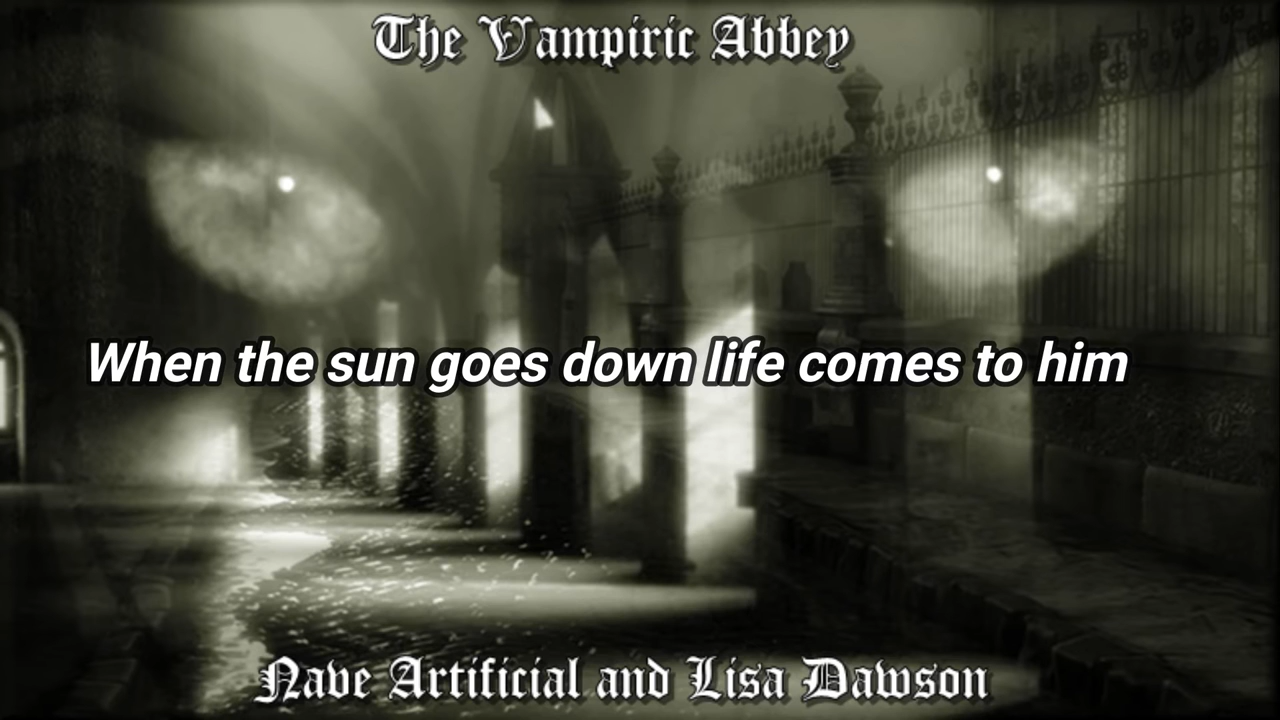 The Vampiric Abbey
When the sun goes down life comes to him
Nave Artificial and Lisa Dawson